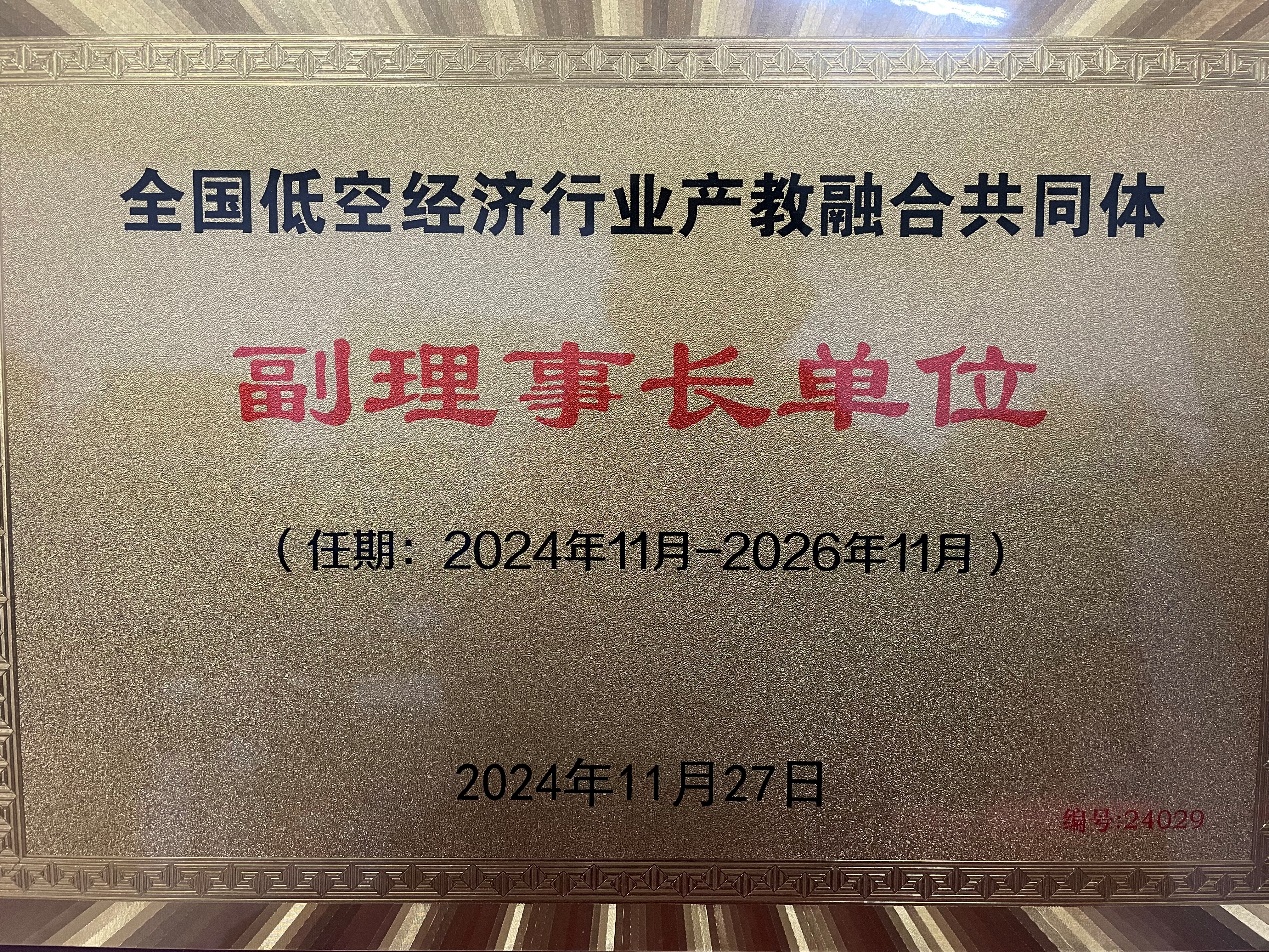 全国低空经济行业产教融合共同体
副理事长单位
（任期：2024年11月-2026年11月）
2024年11月27日
编号:24029